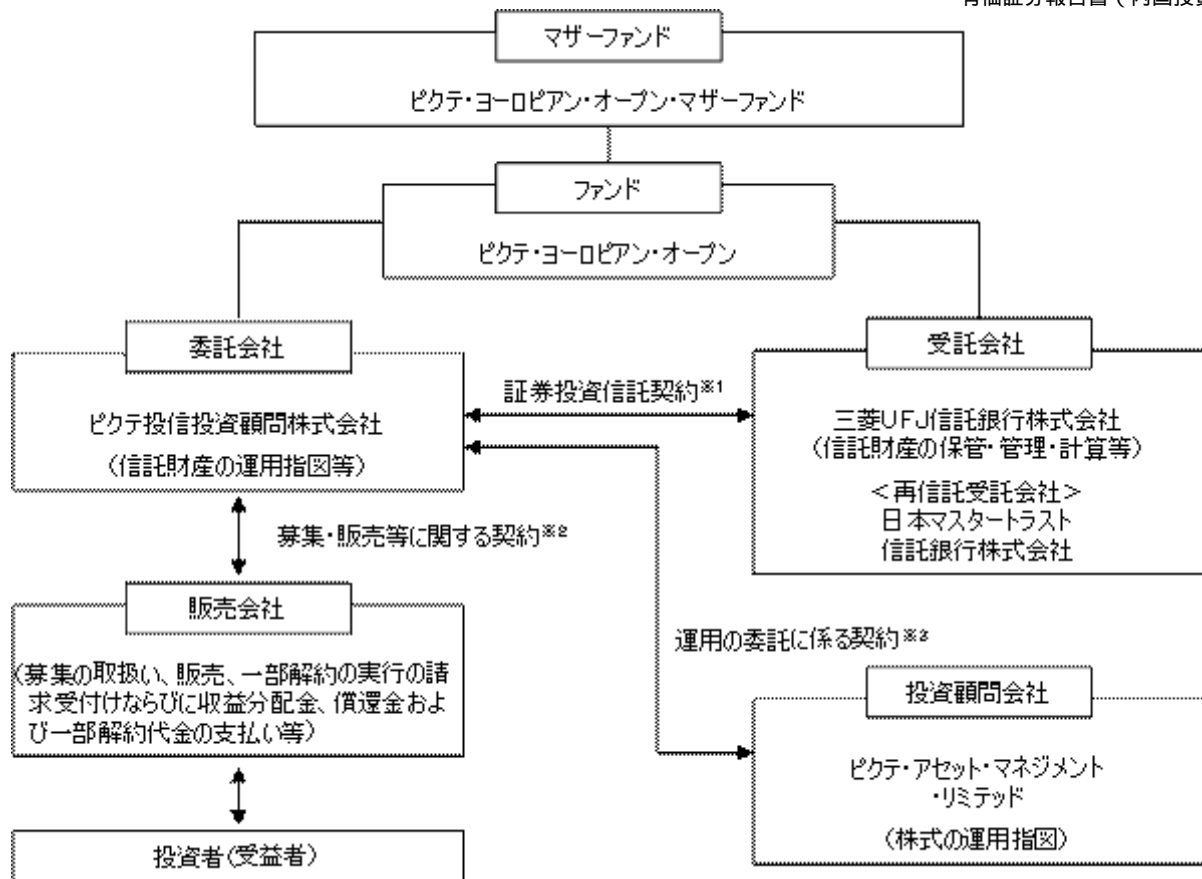 マザーファンド
ピクテ・ヨーロピアン・オープン・マザーファンド
ファンド
ピクテ・ヨーロピアン・オープン
委託会社
ピクテ投信投資顧問株式会社
(信託財産の運用指図等)
証券投資信託契約※1
受託会社
三菱UFJ信託銀行株式会社
(信託財産の保管・管理・計算等)
<再信託受託会社>
日本マスタートラスト
信託銀行株式会社
募集・販売等に関する契約※2
販売会社
(募集の取扱い、販売、一部解約の実行の請
求受付けならびに収益分配金、償還金およ
び一部解約代金の支払い等)
運用の委託に係る契約※3
投資顧問会社
ピクテ・アセット・マネジメント
・リミテッド
(株式の運用指図)
投資者(受益者)